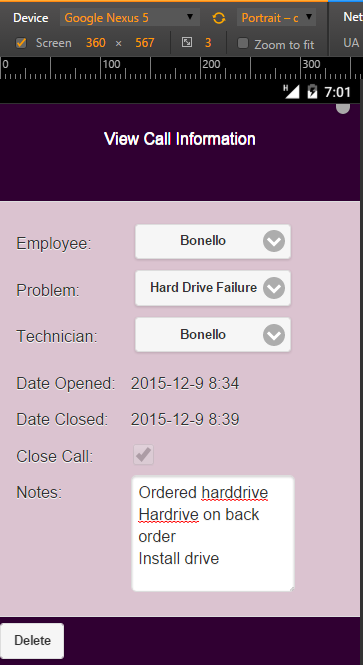 Device Google Nexus 5 Portrait – c Net
Screen 360 × 567 3 Zoom to fit UA
0 100 200 300
H 7:01
View Call Information
Employee: Bonello
Problem: Hard Drive Failure
Technician: Bonello
Date Opened: 2015-12-9 8:34
Date Closed: 2015-12-9 8:39
Close Call:
Notes: Ordered harddrive
Hardrive on back
order
Install drive
Delete